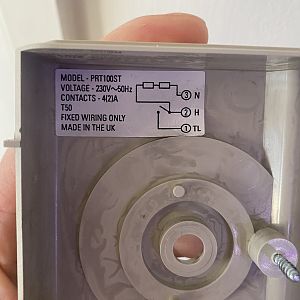 MODEL - PRT100ST
VOLTAGE - 230V~50Hz
CONTACTS - 4(2)A
T50
FIXED WIRING ONLY
MADE IN THE UK
3 N
2 H
1 TL